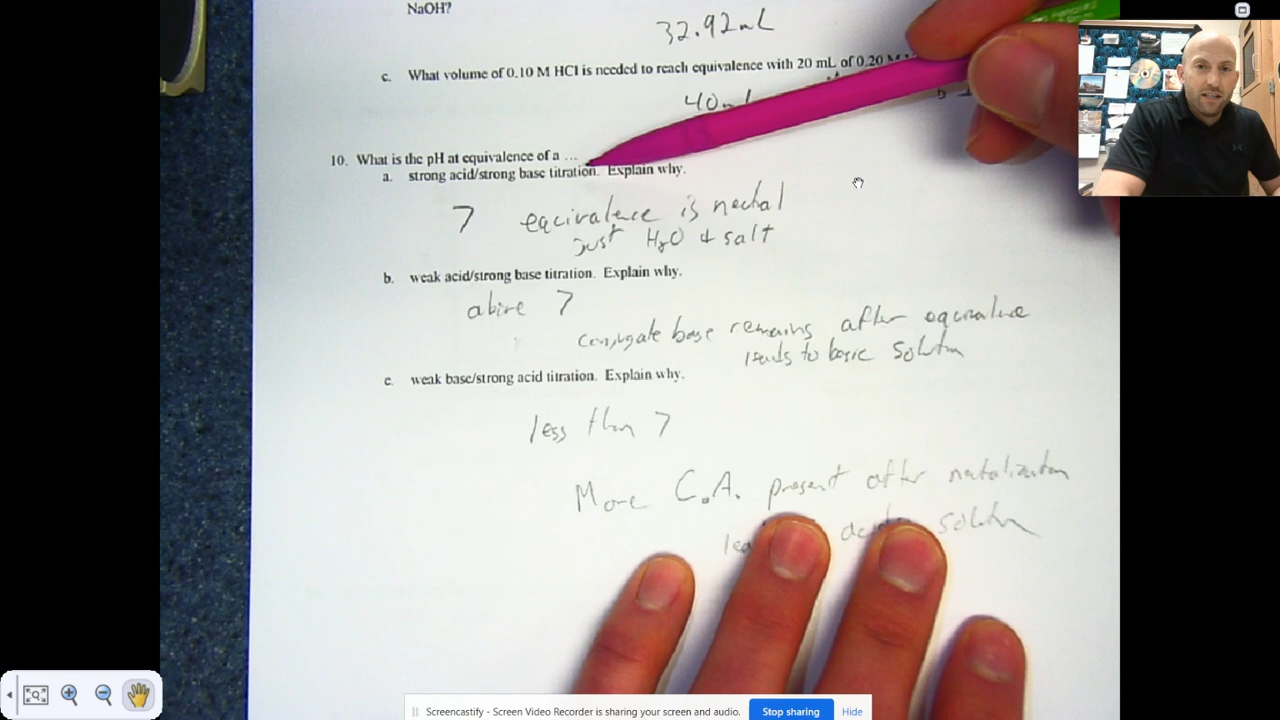 NaOH?
32.92mL
c. What volume of 0.10 M HCl is needed to reach equivalence with 20 mL of 0.20 M
40mL
10. What is the pH at equivalence of a …
a. strong acid/strong base titration. Explain why.
7 equivalence is neutral
just H2O & salt
b. weak acid/strong base titration. Explain why.
above 7
conjugate base remains after equivalence
leads to basic solution
c. weak base/strong acid titration. Explain why.
less than 7
More C.A. present after neutralization
solution
Screencastify - Screen Video Recorder is sharing your screen and audio. Stop sharing Hide